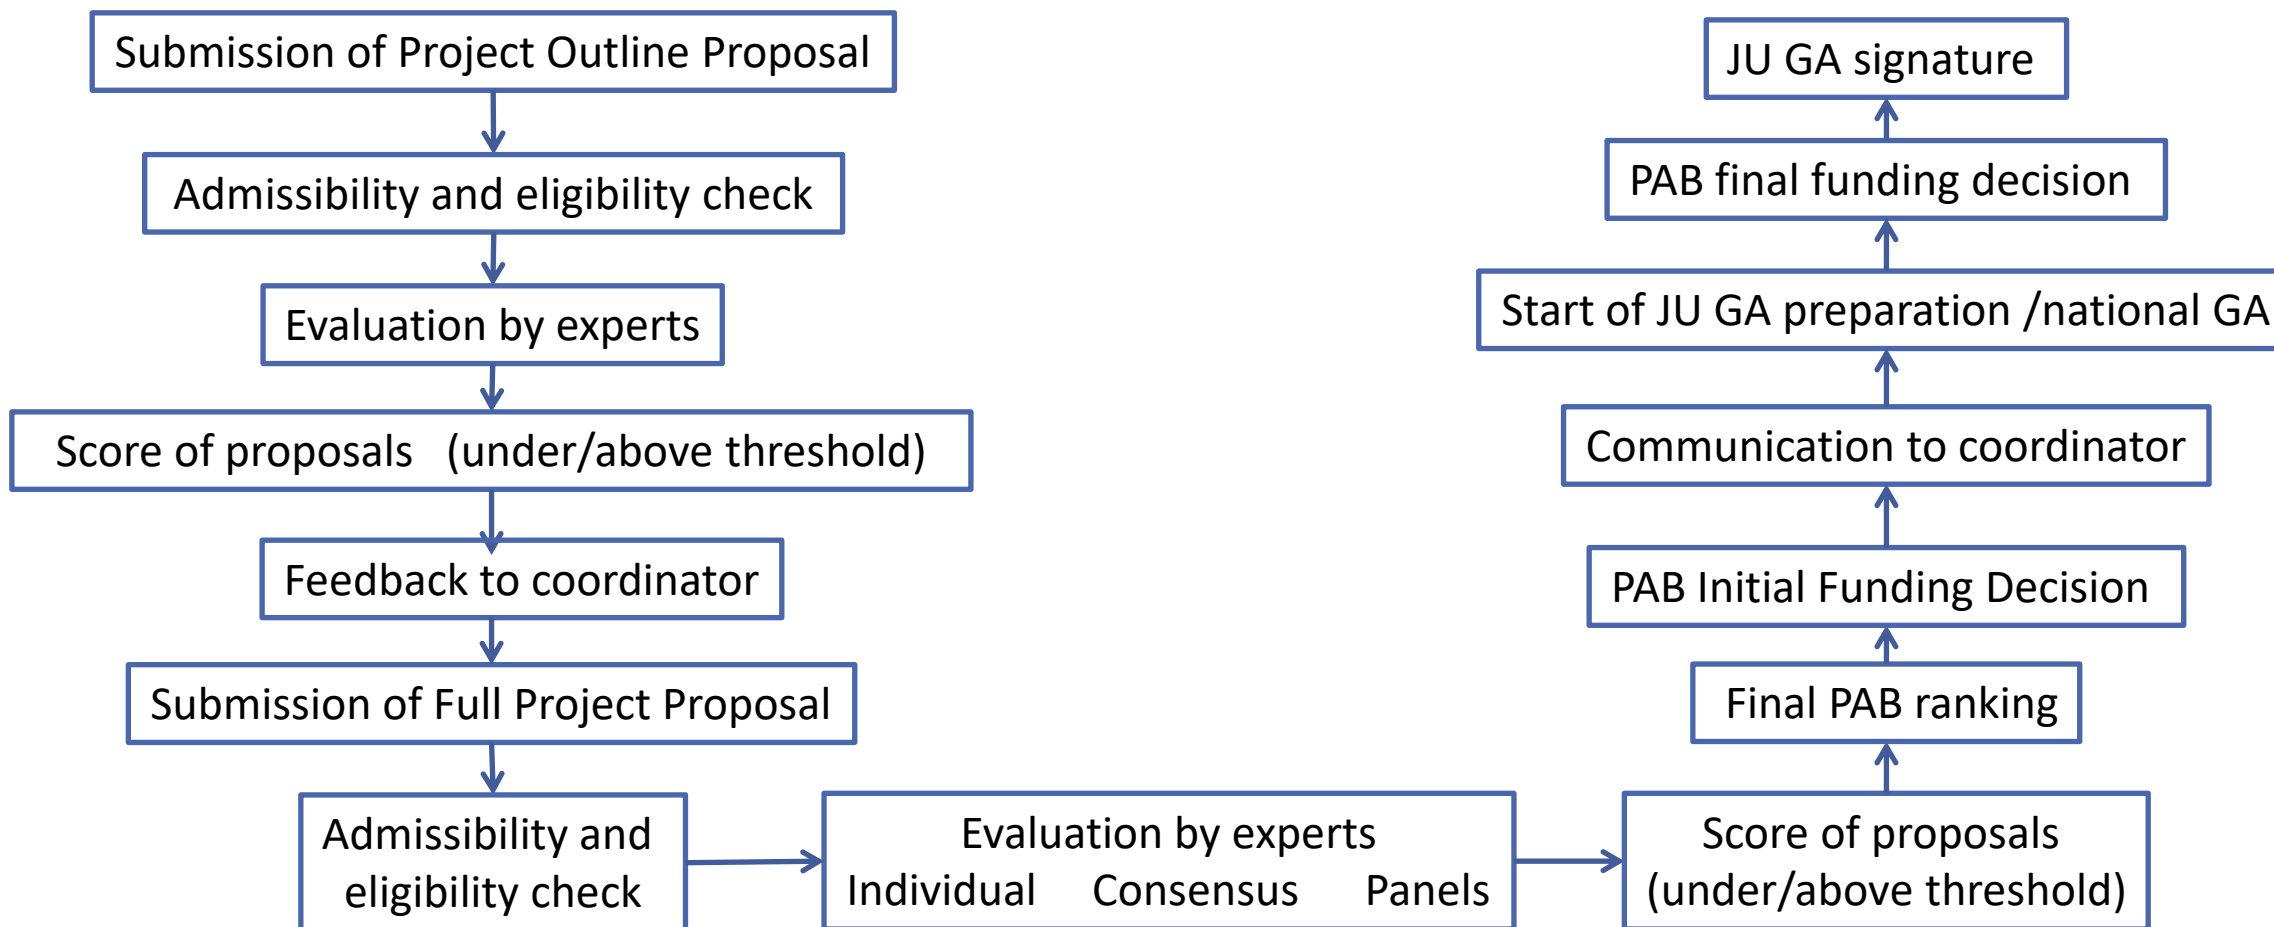 Submission of Project Outline Proposal
Admissibility and eligibility check
Evaluation by experts
Score of proposals (under/above threshold)
Feedback to coordinator
Submission of Full Project Proposal
Admissibility and
eligibility check
Evaluation by experts
Individual Consensus Panels
Score of proposals
(under/above threshold)
Final PAB ranking
PAB Initial Funding Decision
Communication to coordinator
Start of JU GA preparation /national GA
PAB final funding decision
JU GA signature